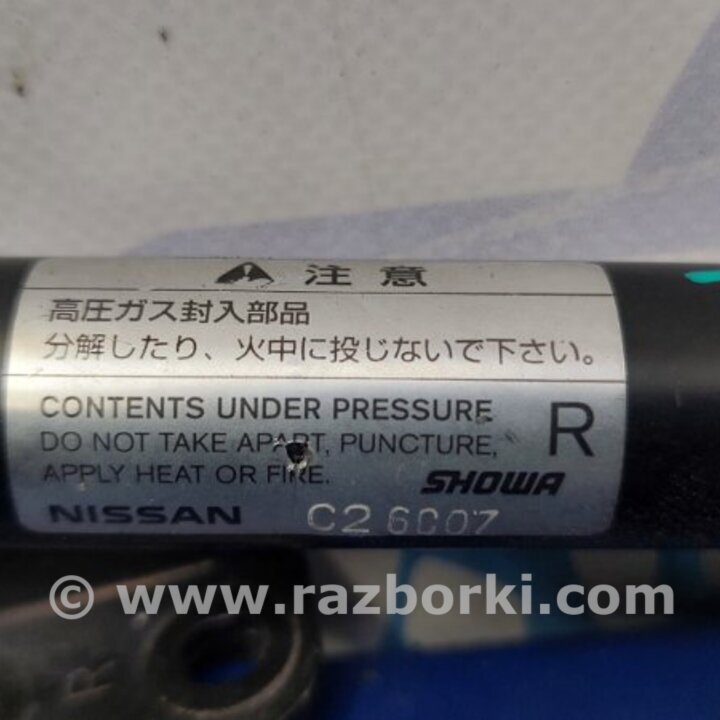 注意
高圧ガス封入部品
分解したり、火中に投じないで下さい。
CONTENTS UNDER PRESSURE
DO NOT TAKE APART, PUNCTURE,
APPLY HEAT OR FIRE.
R
SHOWA
NISSAN C2 6C07
© www.razborki.com
R